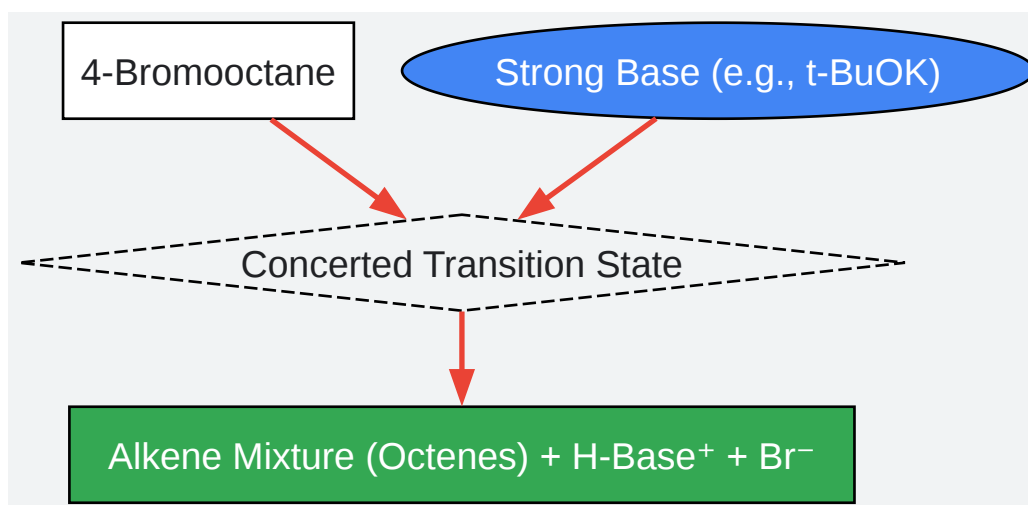 4-Bromooctane
Strong Base (e.g., t-BuOK)
Concerted Transition State
Alkene Mixture (Octenes) + H-Base⁺ + Br⁻